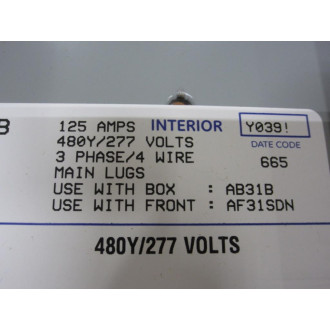 B 125 AMPS INTERIOR Y039!
480Y/277 VOLTS DATE CODE
3 PHASE/4 WIRE 665
MAIN LUGS
USE WITH BOX : AB31B
USE WITH FRONT : AF31SDN
480Y/277 VOLTS